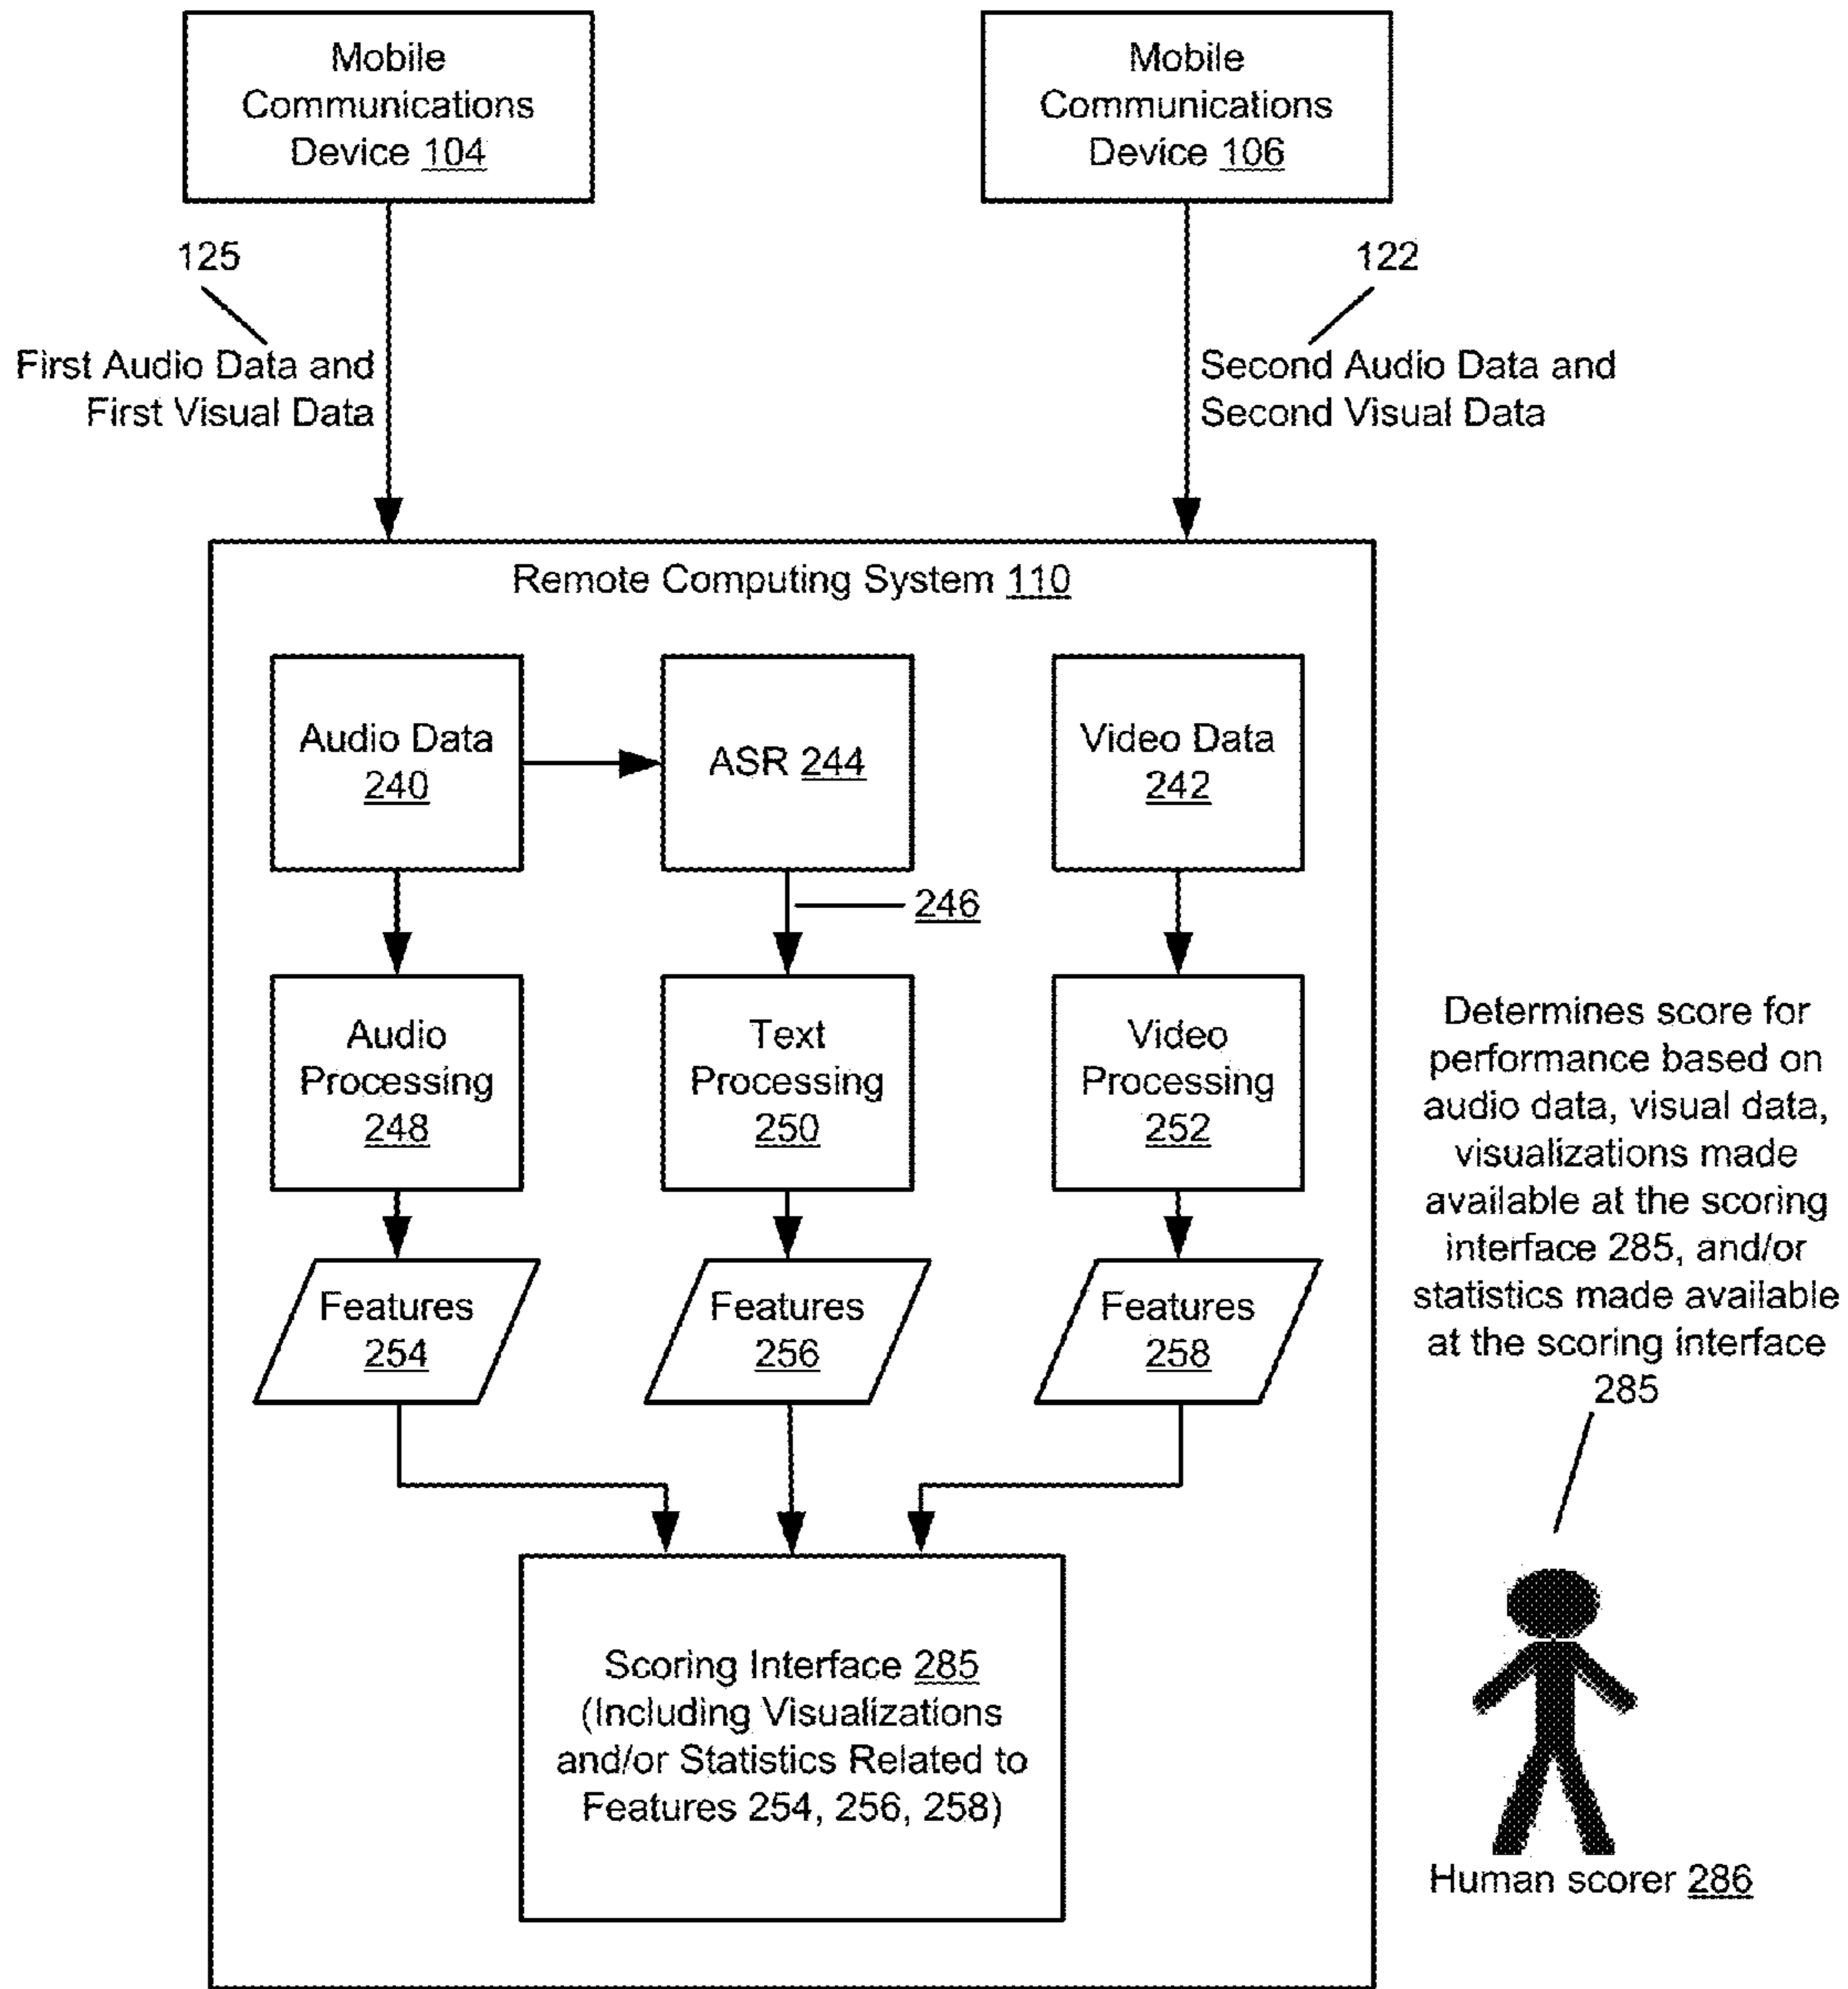 Mobile
Communications
Device 104
Mobile
Communications
Device 106
125
First Audio Data and
First Visual Data
122
Second Audio Data and
Second Visual Data
Remote Computing System 110
Audio Data
240
ASR 244
Video Data
242
246
Audio
Processing
248
Text
Processing
250
Video
Processing
252
Features
254
Features
256
Features
258
Scoring Interface 285
(Including Visualizations
and/or Statistics Related to
Features 254, 256, 258)
Determines score for
performance based on
audio data, visual data,
visualizations made
available at the scoring
interface 285, and/or
statistics made available
at the scoring interface
285
Human scorer 286